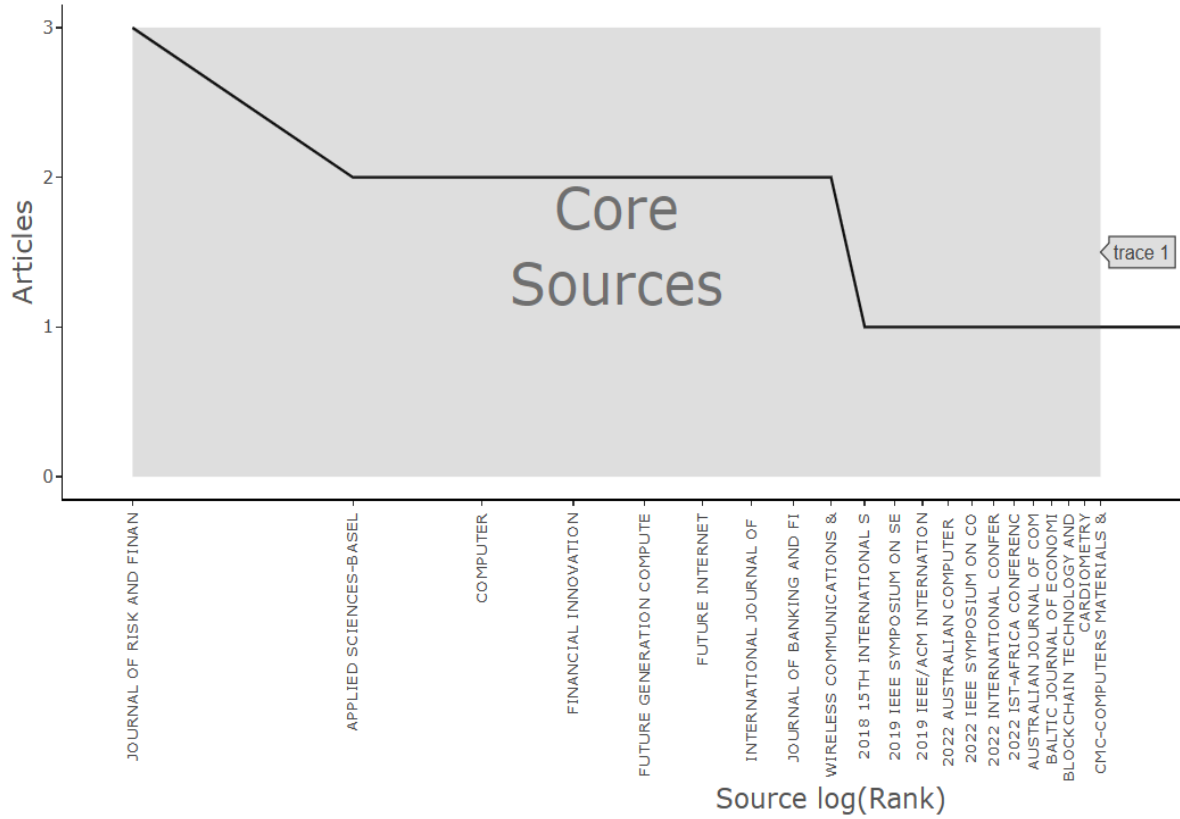 3
2
1
0
Articles
Core
Sources
trace 1
JOURNAL OF RISK AND FINAN
APPLIED SCIENCES-BASEL
COMPUTER
FINANCIAL INNOVATION
FUTURE GENERATION COMPUTE
FUTURE INTERNET
INTERNATIONAL JOURNAL OF
JOURNAL OF BANKING AND FI
WIRELESS COMMUNICATIONS &
2018 15TH INTERNATIONAL S
2019 IEEE SYMPOSIUM ON SE
2019 IEEE/ACM INTERNATION
2022 AUSTRALIAN COMPUTER
2022 IEEE SYMPOSIUM ON CO
2022 INTERNATIONAL CONFER
2022 IST-AFRICA CONFERENC
AUSTRALIAN JOURNAL OF COM
BALTIC JOURNAL OF ECONOMI
BLOCKCHAIN TECHNOLOGY AND
CARDIOMETRY
CMC-COMPUTERS MATERIALS &
Source log(Rank)